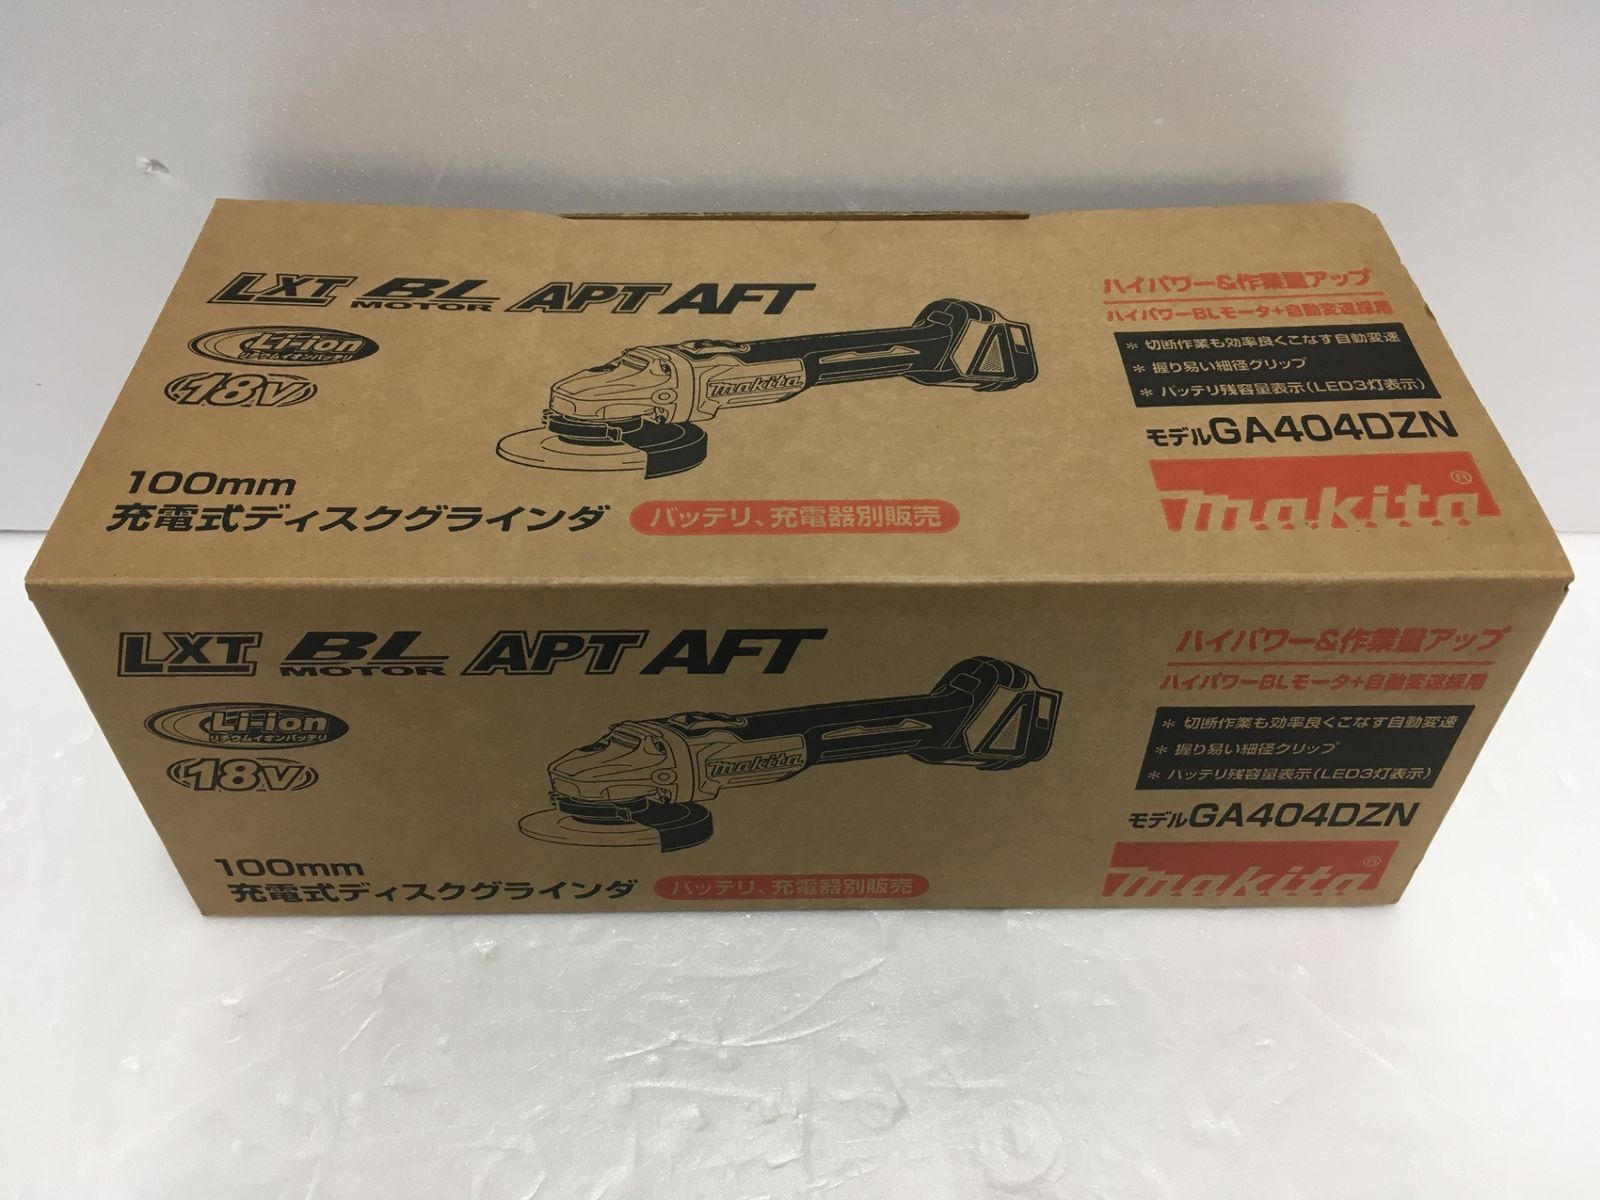 LXT BL MOTOR APT AFT
Li-ion
リチウムイオンバッテリ
18V
makita
100mm
充電式ディスクグラインダ
バッテリ、充電器別販売
ハイパワー&作業量アップ
ハイパワーBLモータ+自動変速採用
* 切断作業も効率良くこなす自動変速
* 握り易い細径グリップ
* バッテリ残容量表示(LED3灯表示)
モデルGA404DZN
makita®
LXT BL MOTOR APT AFT
Li-ion
リチウムイオンバッテリ
18V
makita
100mm
充電式ディスクグラインダ
バッテリ、充電器別販売
ハイパワー&作業量アップ
ハイパワーBLモータ+自動変速採用
* 切断作業も効率良くこなす自動変速
* 握り易い細径グリップ
* バッテリ残容量表示(LED3灯表示)
モデルGA404DZN
makita®